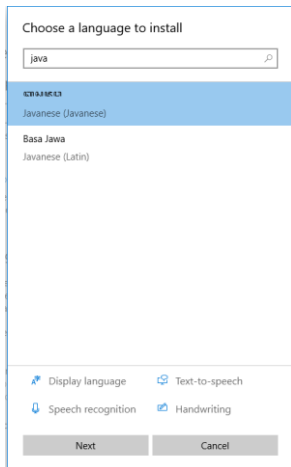 Choose a language to install
java
Javanese (Javanese)
Basa Jawa
Javanese (Latin)
Display language
Text-to-speech
Speech recognition
Handwriting
Next
Cancel